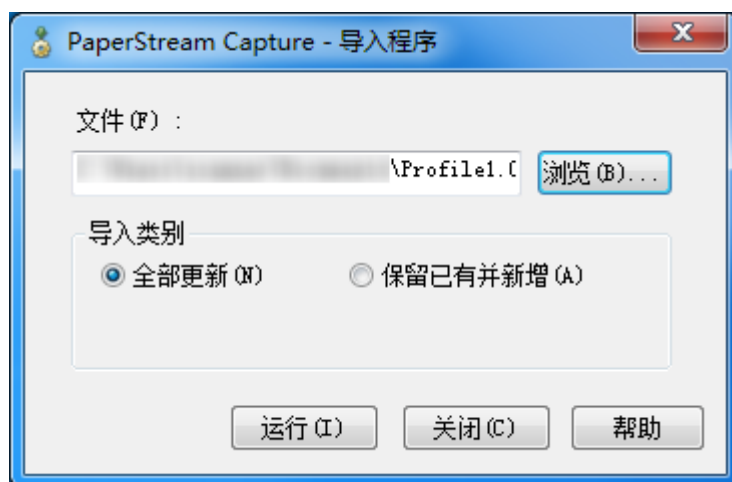 PaperStream Capture - 导入程序
文件(F) :
\Profile1.( 浏览(B)...
导入类别
全部更新(N) 保留已有并新增(A)
运行(I) 关闭(C) 帮助